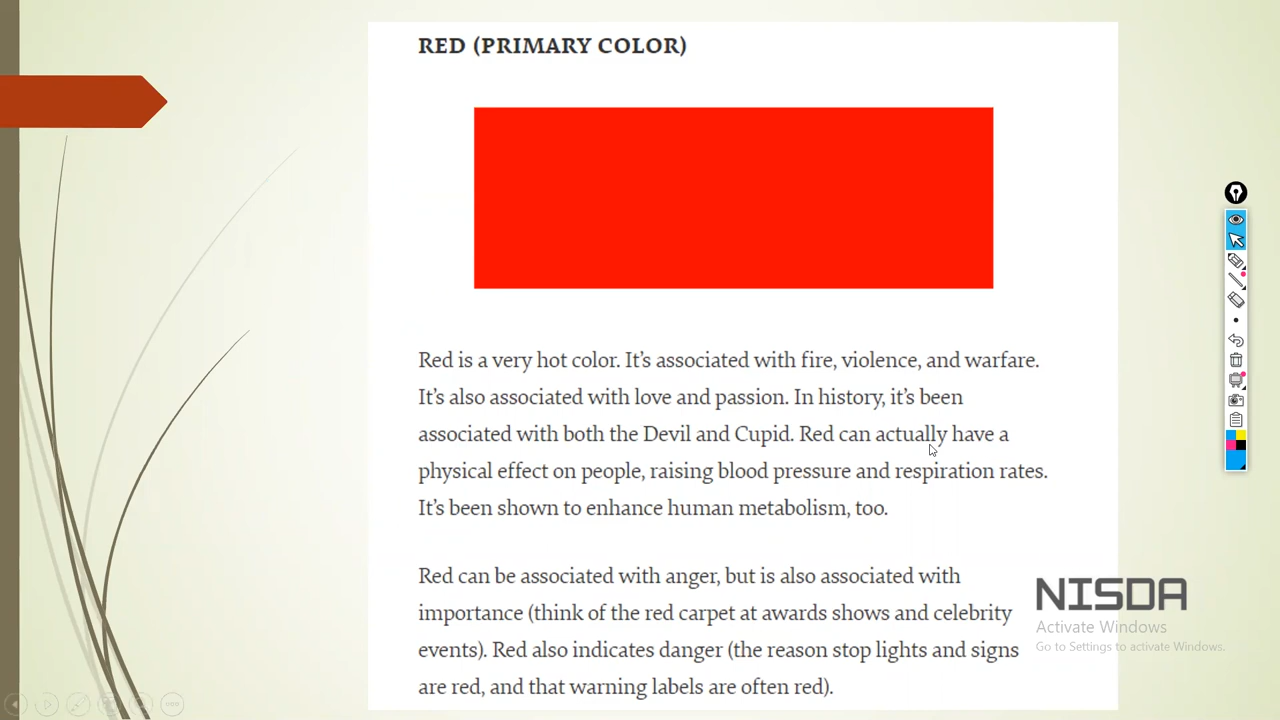 RED (PRIMARY COLOR)
Red is a very hot color. It’s associated with fire, violence, and warfare.
It’s also associated with love and passion. In history, it’s been
associated with both the Devil and Cupid. Red can actually have a
physical effect on people, raising blood pressure and respiration rates.
It’s been shown to enhance human metabolism, too.
Red can be associated with anger, but is also associated with
importance (think of the red carpet at awards shows and celebrity
events). Red also indicates danger (the reason stop lights and signs
are red, and that warning labels are often red).
NISDA
Activate Windows
Go to Settings to activate Windows.